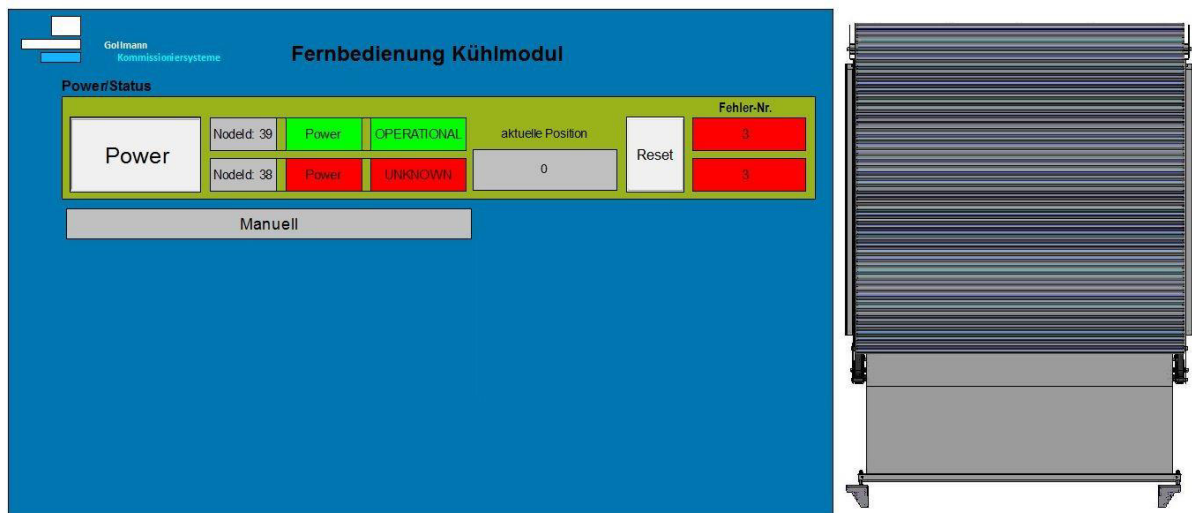 Gollmann
Kommissioniersysteme
Fernbedienung Kühlmodul
Power/Status
Fehler-Nr.
Power
NodeId: 39
Power
OPERATIONAL
aktuelle Position
Reset
3
NodeId: 38
Power
UNKNOWN
0
3
Manuell